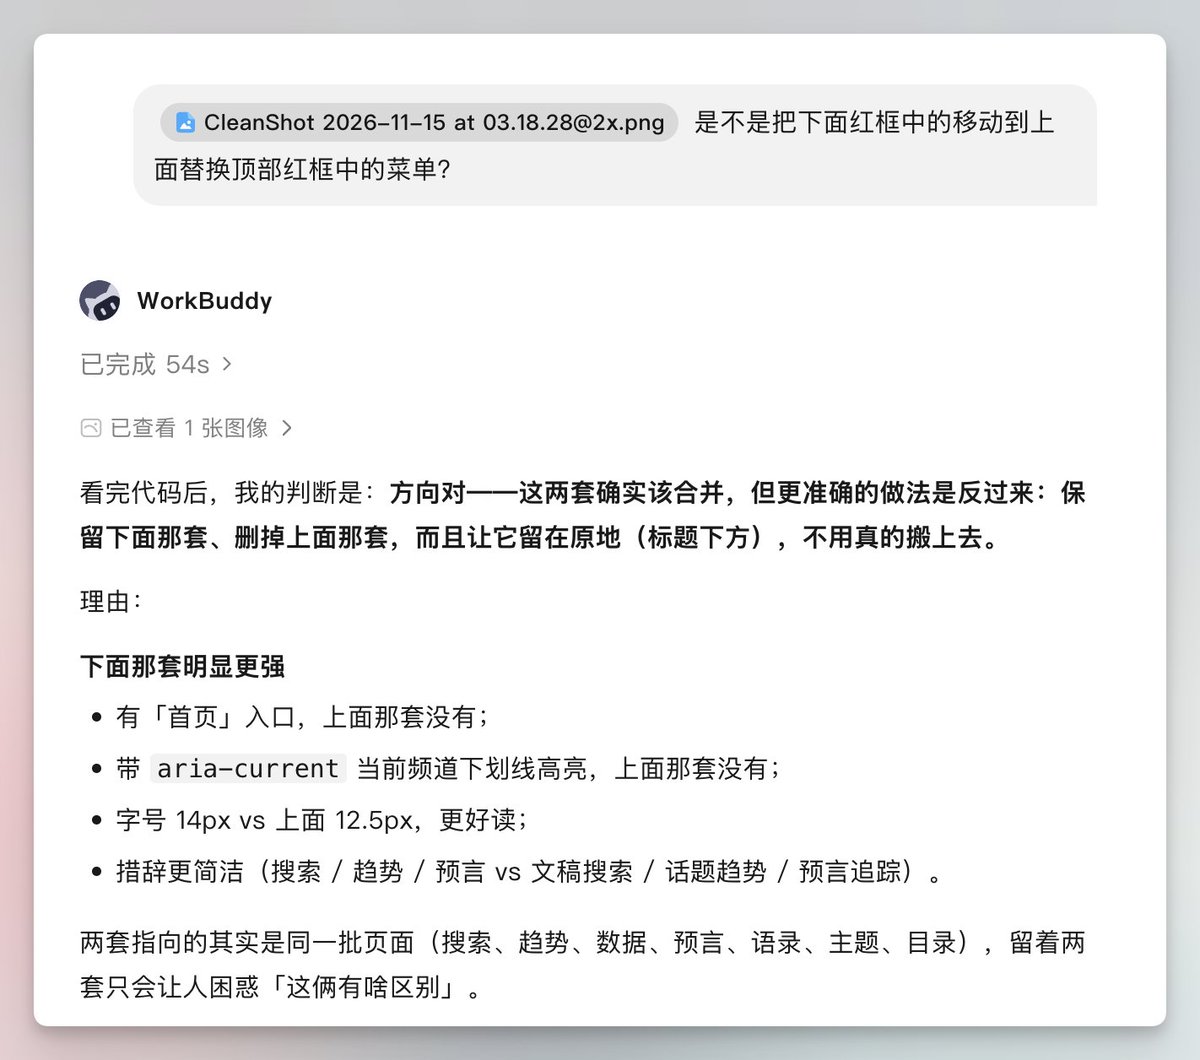 CleanShot 2026–11–15 at 03.18.28@2x.png 是不是把下面红框中的移动到上
面替换顶部红框中的菜单？
WorkBuddy
已完成 54s >
已查看 1 张图像 >
看完代码后，我的判断是：方向对——这两套确实该合并，但更准确的做法是反过来：保
留下面那套、删掉上面那套，而且让它留在原地（标题下方），不用真的搬上去。
理由：
下面那套明显更强
• 有「首页」入口，上面那套没有；
• 带 aria-current 当前频道下划线高亮，上面那套没有；
• 字号 14px vs 上面 12.5px，更好读；
• 措辞更简洁（搜索 / 趋势 / 预言 vs 文稿搜索 / 话题趋势 / 预言追踪）。
两套指向的其实是同一批页面（搜索、趋势、数据、预言、语录、主题、目录），留着两
套只会让人困惑「这俩有啥区别」。